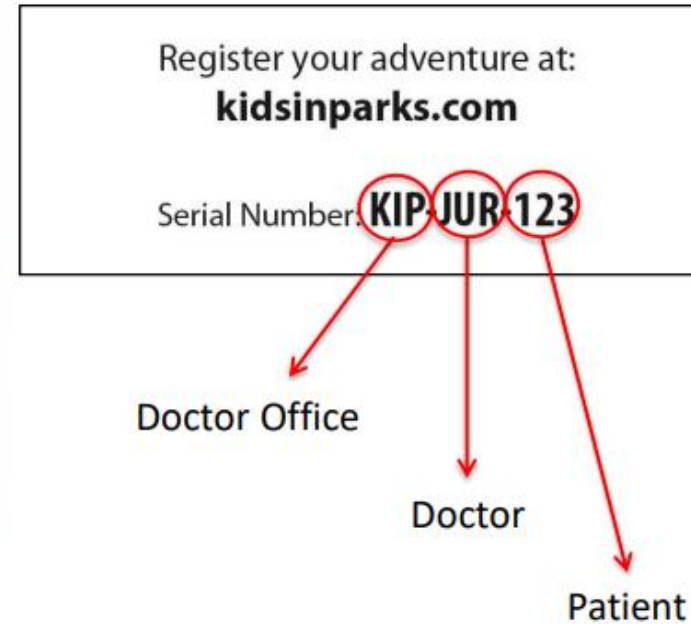 Register your adventure at:
kidsinparks.com
Serial Number: KIP-JUR-123
Doctor Office
Doctor
Patient